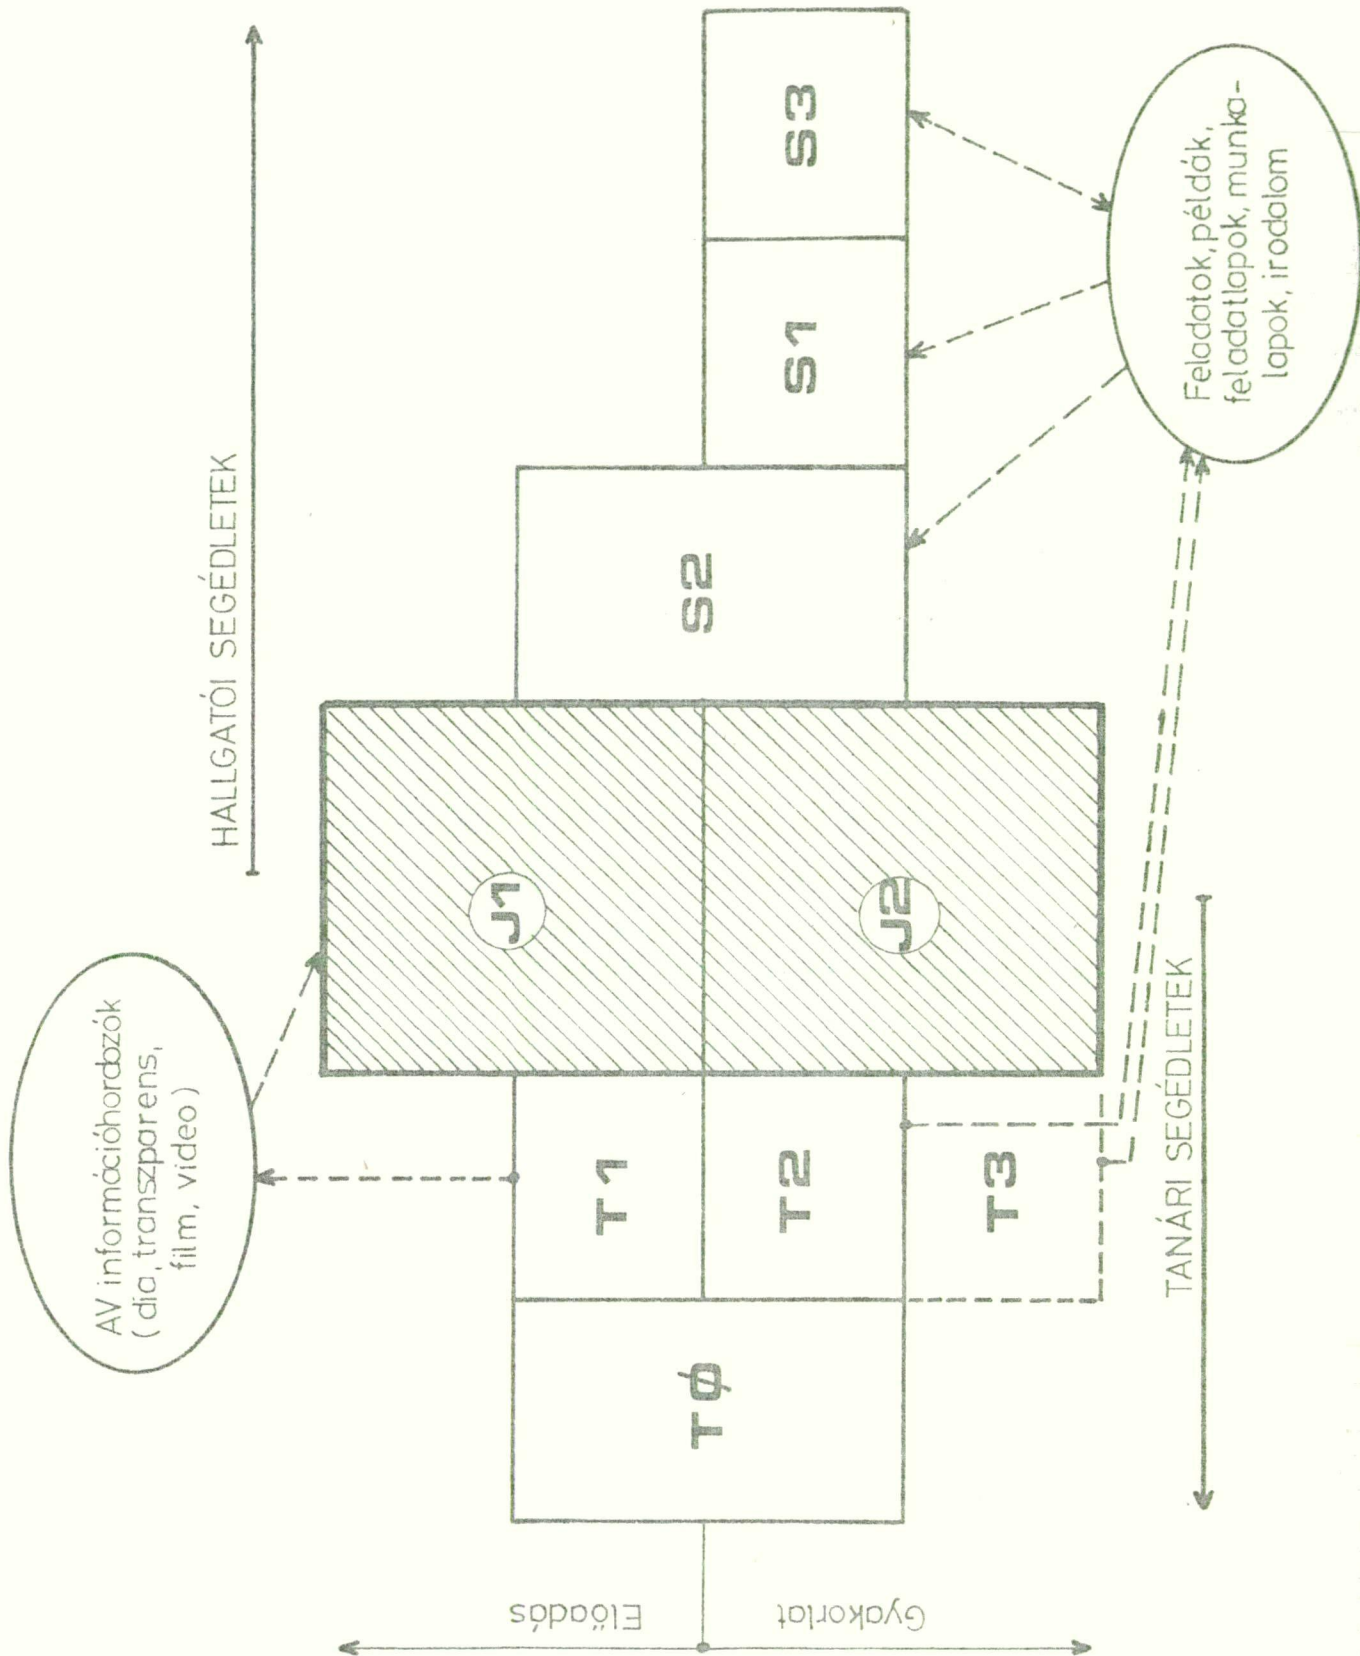 HALLGATÓI SEGÉDLETEK
AV információhordozók
(dia, transzparens,
film, video)
J1
J2
S2
S1
S3
T1
T2
T3
TØ
Előadás
Gyakorlat
TANÁRI SEGÉDLETEK
Feladatok, példák,
feladatlapok, munka-
lapok, irodalom